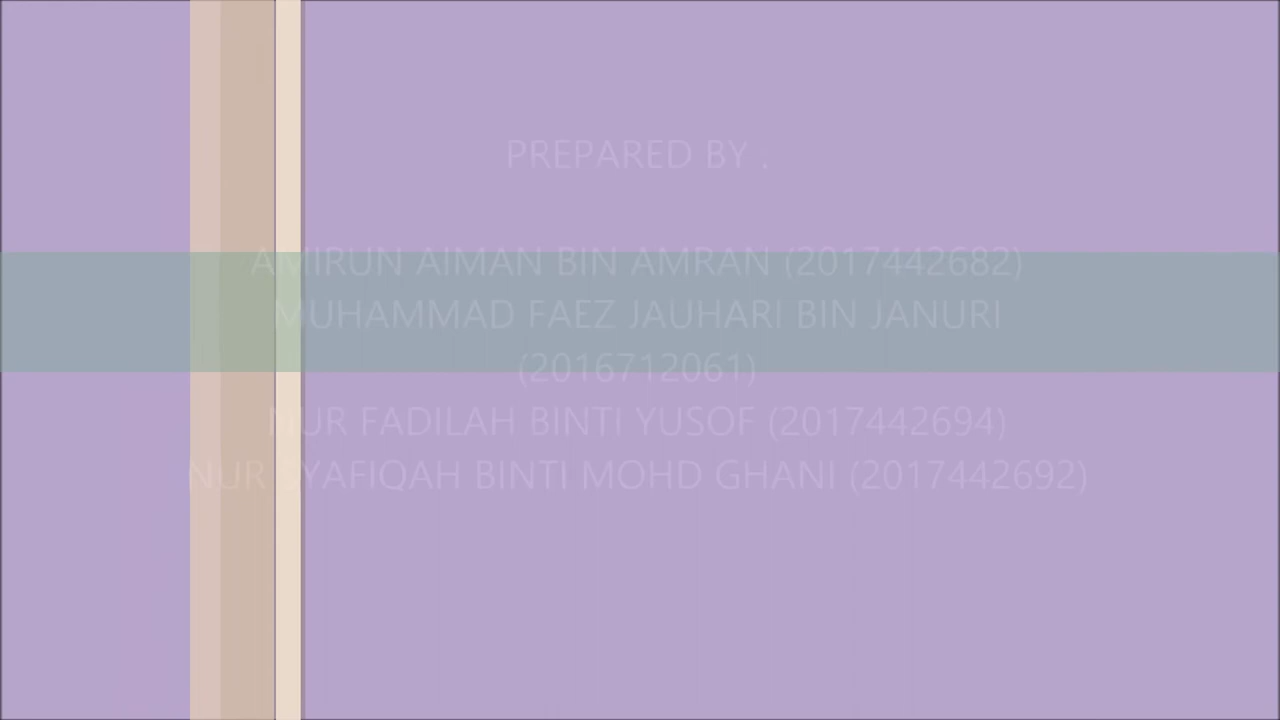 PREPARED BY :
AMIRUN AIMAN BIN AMRAN (2017442682)
MUHAMMAD FAEZ JAUHARI BIN JANURI
(2016712061)
NUR FADILAH BINTI YUSOF (2017442694)
NUR SYAFIQAH BINTI MOHD GHANI (2017442692)